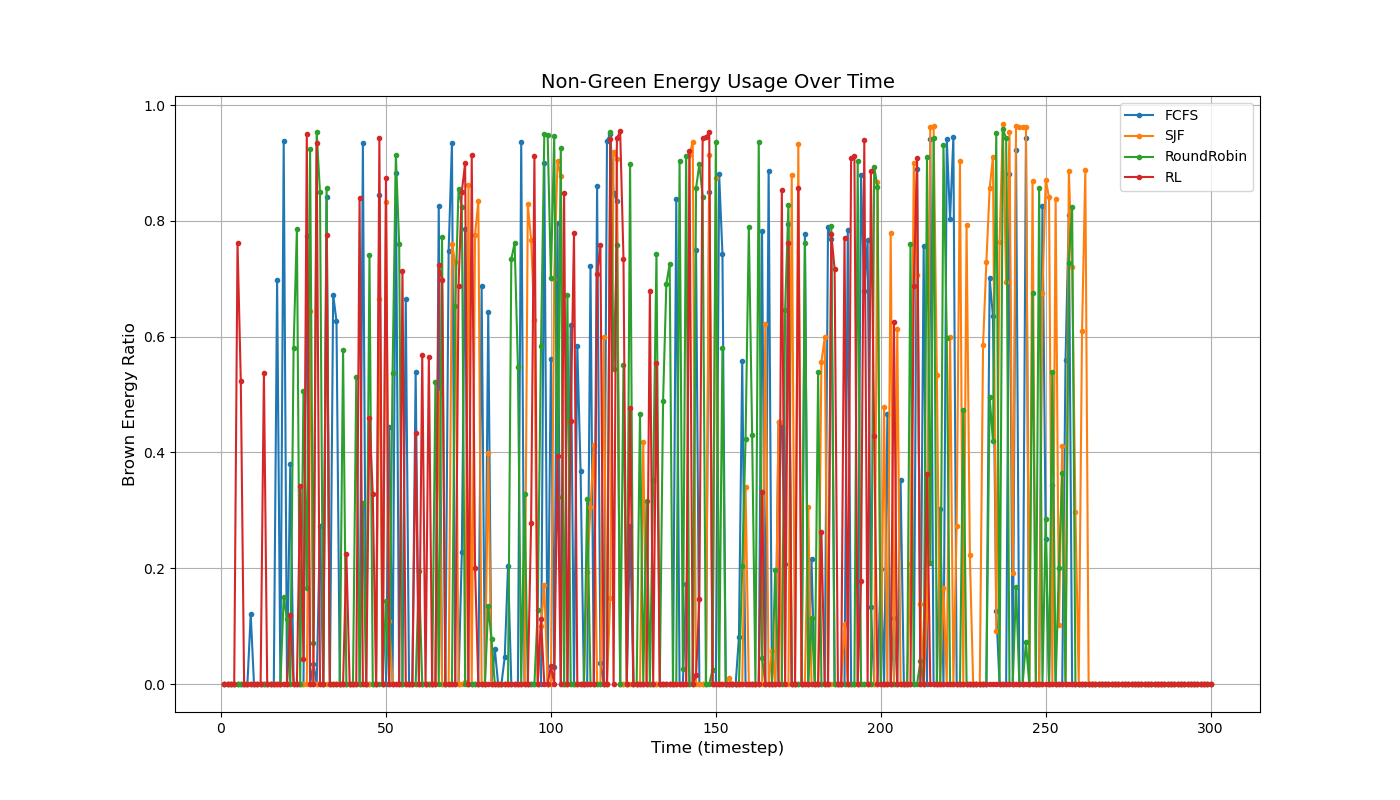 Non-Green Energy Usage Over Time
Brown Energy Ratio
1.0
0.8
0.6
0.4
0.2
0.0
FCFS
SJF
RoundRobin
RL
0 50 100 150 200 250 300
Time (timestep)